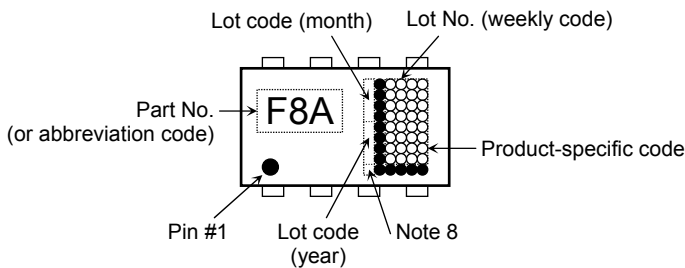 Lot code (month)
Lot No. (weekly code)
Part No.
(or abbreviation code)
F8A
Product-specific code
Pin #1
Lot code
(year)
Note 8